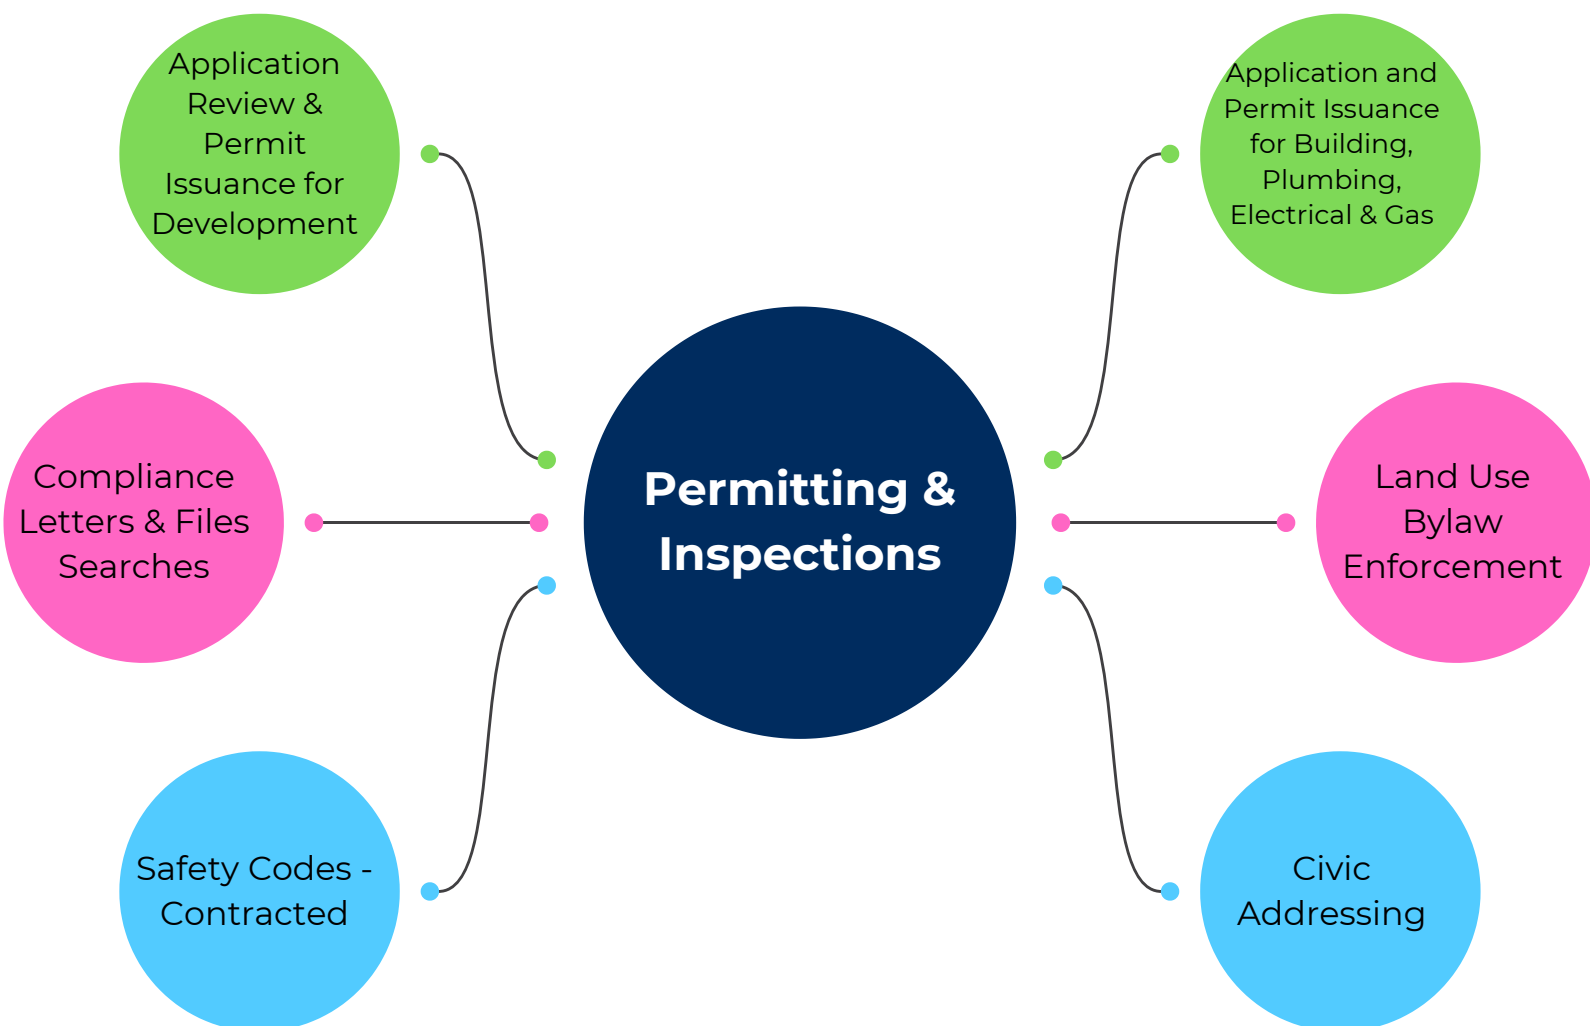 Application
Review &
Permit
Issuance for
Development
Application and
Permit Issuance
for Building,
Plumbing,
Electrical & Gas
Permitting &
Inspections
Compliance
Letters & Files
Searches
Land Use
Bylaw
Enforcement
Safety Codes -
Contracted
Civic
Addressing